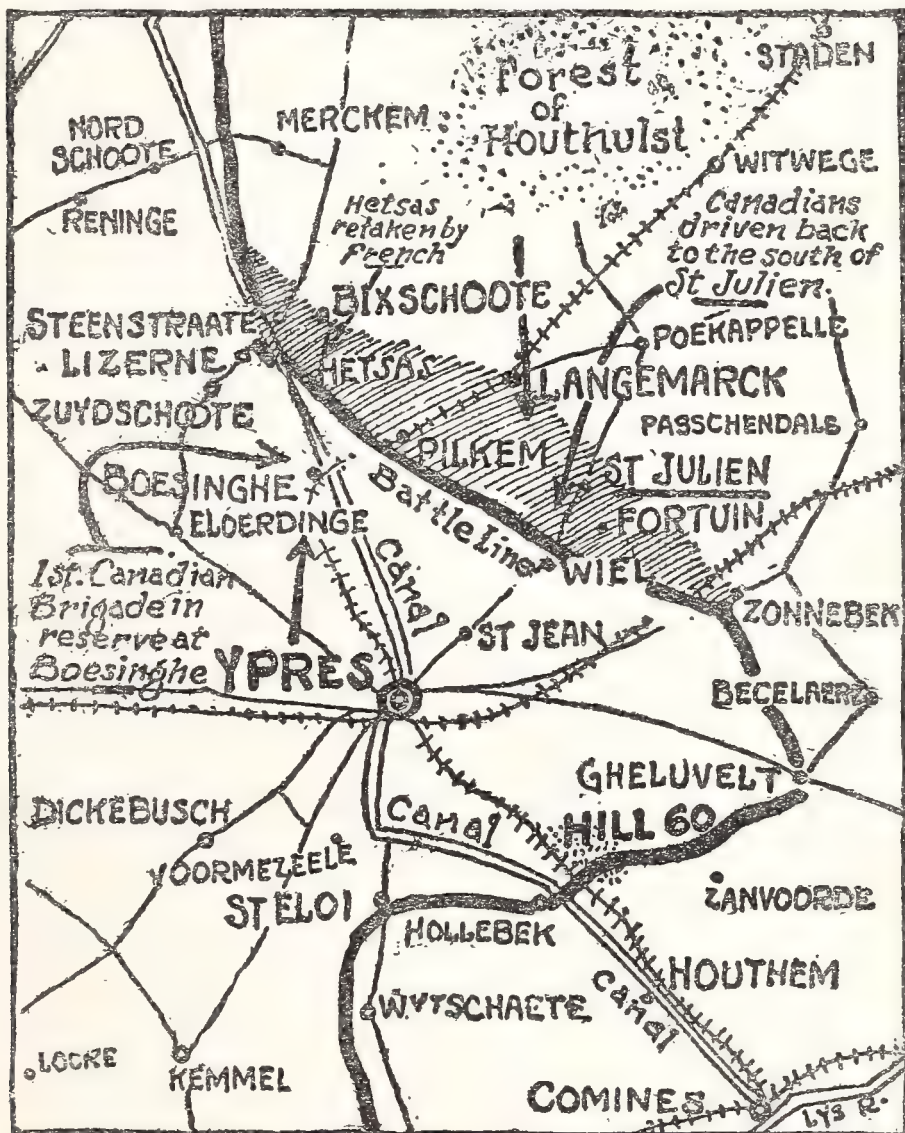 Forest
of
Houthulst
STADEN
NORD
SCHOOTE
MERCKEM
WITWEGE
RENINGE
Hetsas
retaken by
French
Canadians
driven back
to the south of
St Julien.
BIXSCHOOTE
STEENSTRAATE
POEKAPPELLE
LIZERNE
HETSAS
LANGEMARCK
ZUYDSCHOOTE
PASSCHENDALE
PILKEM
ST JULIEN
BOESINGHE
FORTUIN
ELOERDINGE
Battle Line
WIEL
Canal
1st. Canadian
Brigade in
reserve at
Boesinghe
ZONNEBEK
ST JEAN
YPRES
BECELAERE
GHELUVELT
DICKEBUSCH
Canal
HILL 60
VOORMEZEELE
ST ELOI
ZANVOORDE
HOLLEBEK
HOUTHEM
Canal
WYTSCHAETE
LOCRE
KEMMEL
COMINES
LYS R.